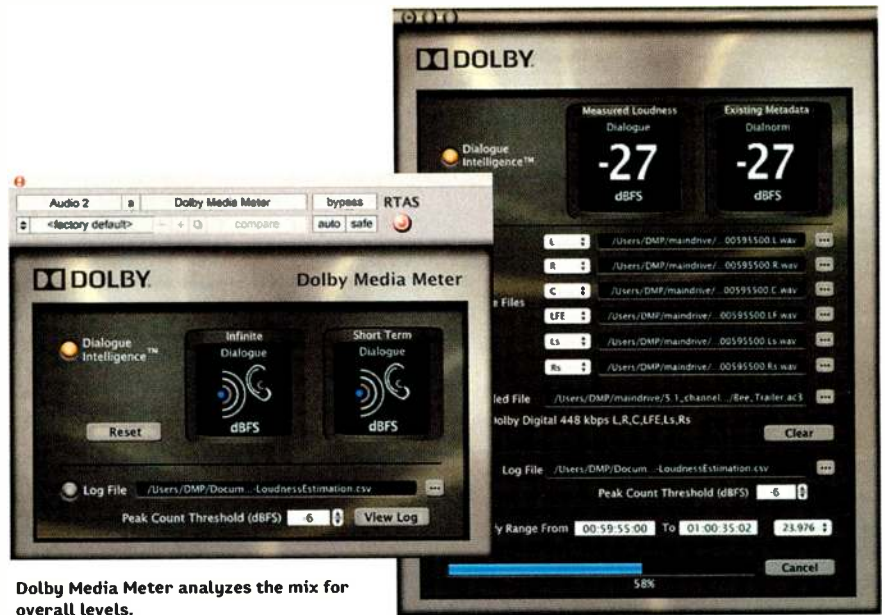 DOLBY
Measured Loudness
Existing Metadata
Dialogue
Dialnorm
Dialogue Intelligence™
-27
-27
dBFS
dBFS
L /Users/DMP/maindrive/...00595500.L.wav ...
R /Users/DMP/maindrive/...00595500.R.wav ...
C /Users/DMP/maindrive/...00595500.C.wav ...
LFE /Users/DMP/maindrive/...00595500.LF.wav ...
Ls /Users/DMP/maindrive/...00595500.Ls.wav ...
Rs /Users/DMP/maindrive/...00595500.Rs.wav ...
Files
File /Users/DMP/maindrive/5.1_channel.../Bee_Trailer.ac3 ...
Dolby Digital 448 kbps L,R,C,LFE,Ls,Rs
Clear
Log File /Users/DMP/Docum...-LoudnessEstimation.csv ...
Peak Count Threshold (dBFS) -6
Range From 00:59:55:00 To 01:00:35:02 23.976
Cancel
58%
Audio 2 a Dolby Media Meter bypass RTAS
<factory default> - + compare auto safe
DOLBY Dolby Media Meter
Infinite
Short Term
Dialogue
Dialogue
Dialogue Intelligence™
dBFS
dBFS
Reset
Log File /Users/DMP/Docum...-LoudnessEstimation.csv ...
Peak Count Threshold (dBFS) -6 View Log
Dolby Media Meter analyzes the mix for
overall levels.